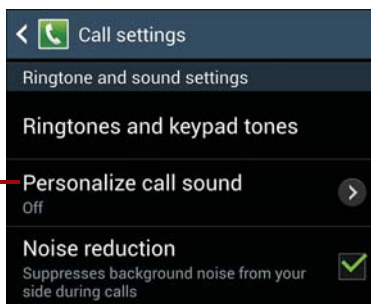 Call settings
Ringtone and sound settings
Ringtones and keypad tones
Personalize call sound
Off
Noise reduction
Suppresses background noise from your
side during calls